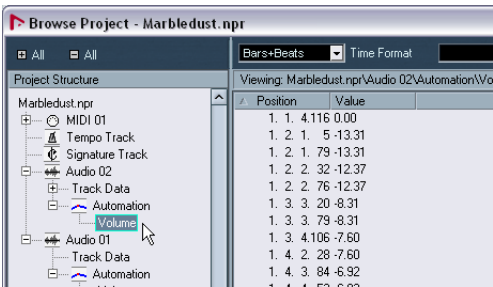 Browse Project - Marbledust.npr
All All
Bars+Beats Time Format
Project Structure
Viewing: Marbledust.npr\Audio 02\Automation\Vo
Marbledust.npr
MIDI 01
Tempo Track
Signature Track
Audio 02
Track Data
Automation
Volume
Audio 01
Track Data
Automation
Position Value
1. 1. 4.116 0.00
1. 2. 1. 5 -13.31
1. 2. 1. 79 -13.31
1. 2. 2. 32 -12.37
1. 2. 2. 76 -12.37
1. 3. 3. 20 -8.31
1. 3. 3. 79 -8.31
1. 3. 4.106 -7.60
1. 4. 2. 28 -7.60
1. 4. 3. 84 -6.92